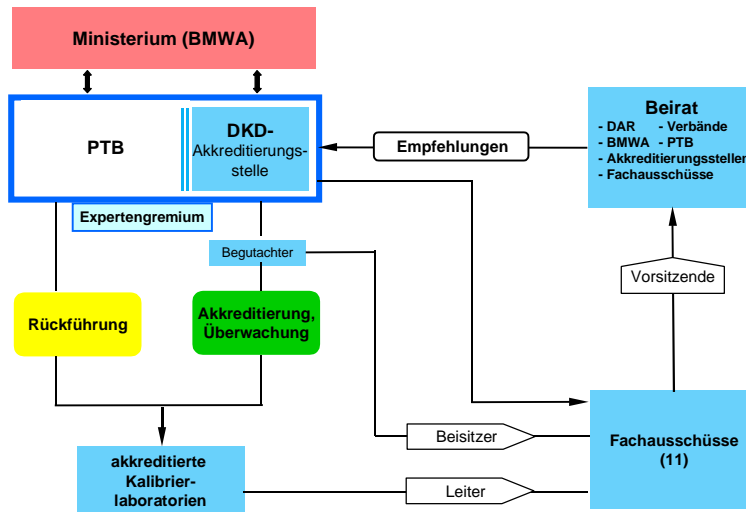 Ministerium (BMWA)
PTB
DKD-
Akkreditierungs-
stelle
Expertengremium
Empfehlungen
Beirat
- DAR - Verbände
- BMWA - PTB
- Akkreditierungsstellen
- Fachausschüsse
Begutachter
Vorsitzende
Rückführung
Akkreditierung,
Überwachung
Beisitzer
Fachausschüsse
(11)
akkreditierte
Kalibrier-
laboratorien
Leiter